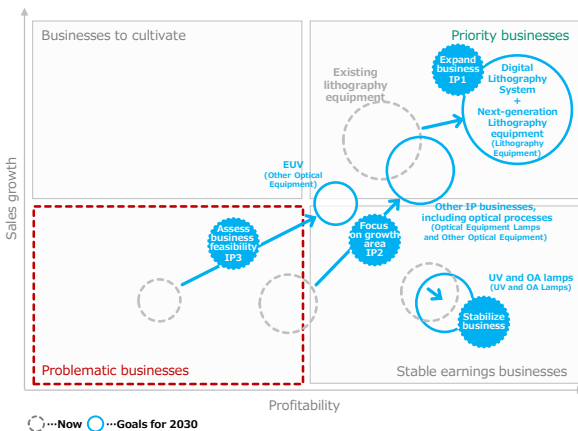 Businesses to cultivate
Priority businesses
Expand
business
IP1
Digital Lithography
System
+
Next-generation
Lithography
equipment
(Lithography
Equipment)
Existing
lithography
equipment
EUV
(Other Optical
Equipment)
Sales growth
Assess
business
feasibility
IP3
Focus
on growth
area
IP2
Other IP businesses,
including optical processes
(Optical Equipment Lamps
and Other Optical Equipment)
UV and OA lamps
(UV and OA Lamps)
Stabilize
business
Problematic businesses
Stable earnings businesses
Profitability
···Now
···Goals for 2030